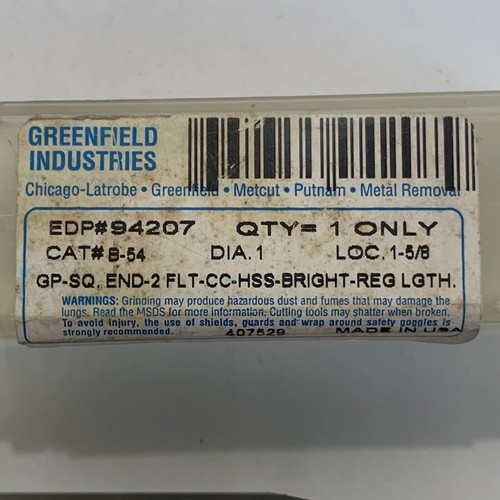 GREENFIELD
INDUSTRIES
Chicago-Latrobe • Greenfield • Metcut • Putnam • Metal Removal
EDP#94207 QTY= 1 ONLY
CAT# B-54 DIA. 1 LOC. 1-5/8
GP-SQ. END-2 FLT-CC-HSS-BRIGHT-REG LGTH.
WARNINGS: Grinding may produce hazardous dust and fumes that may damage the
lungs. Read the MSDS for more information. Cutting tools may shatter when broken.
To avoid injury, the use of shields, guards and wrap around safety goggles is
strongly recommended. 407529 MADE IN USA